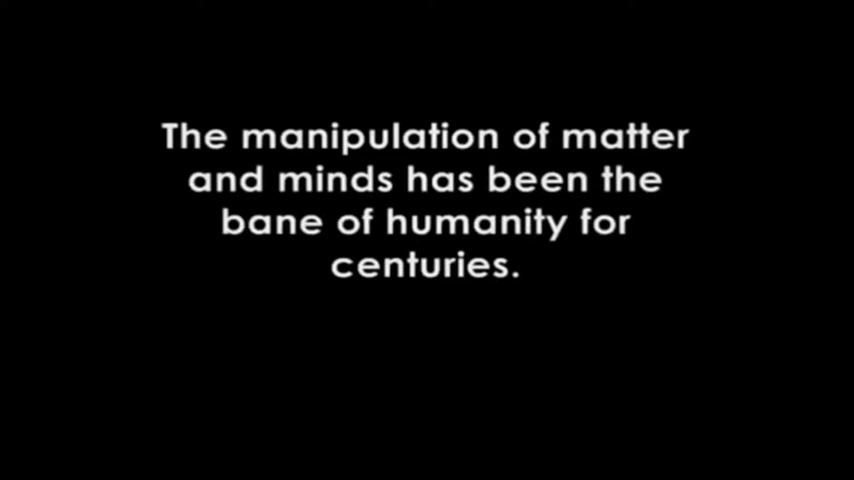 The manipulation of matter
and minds has been the
bane of humanity for
centuries.